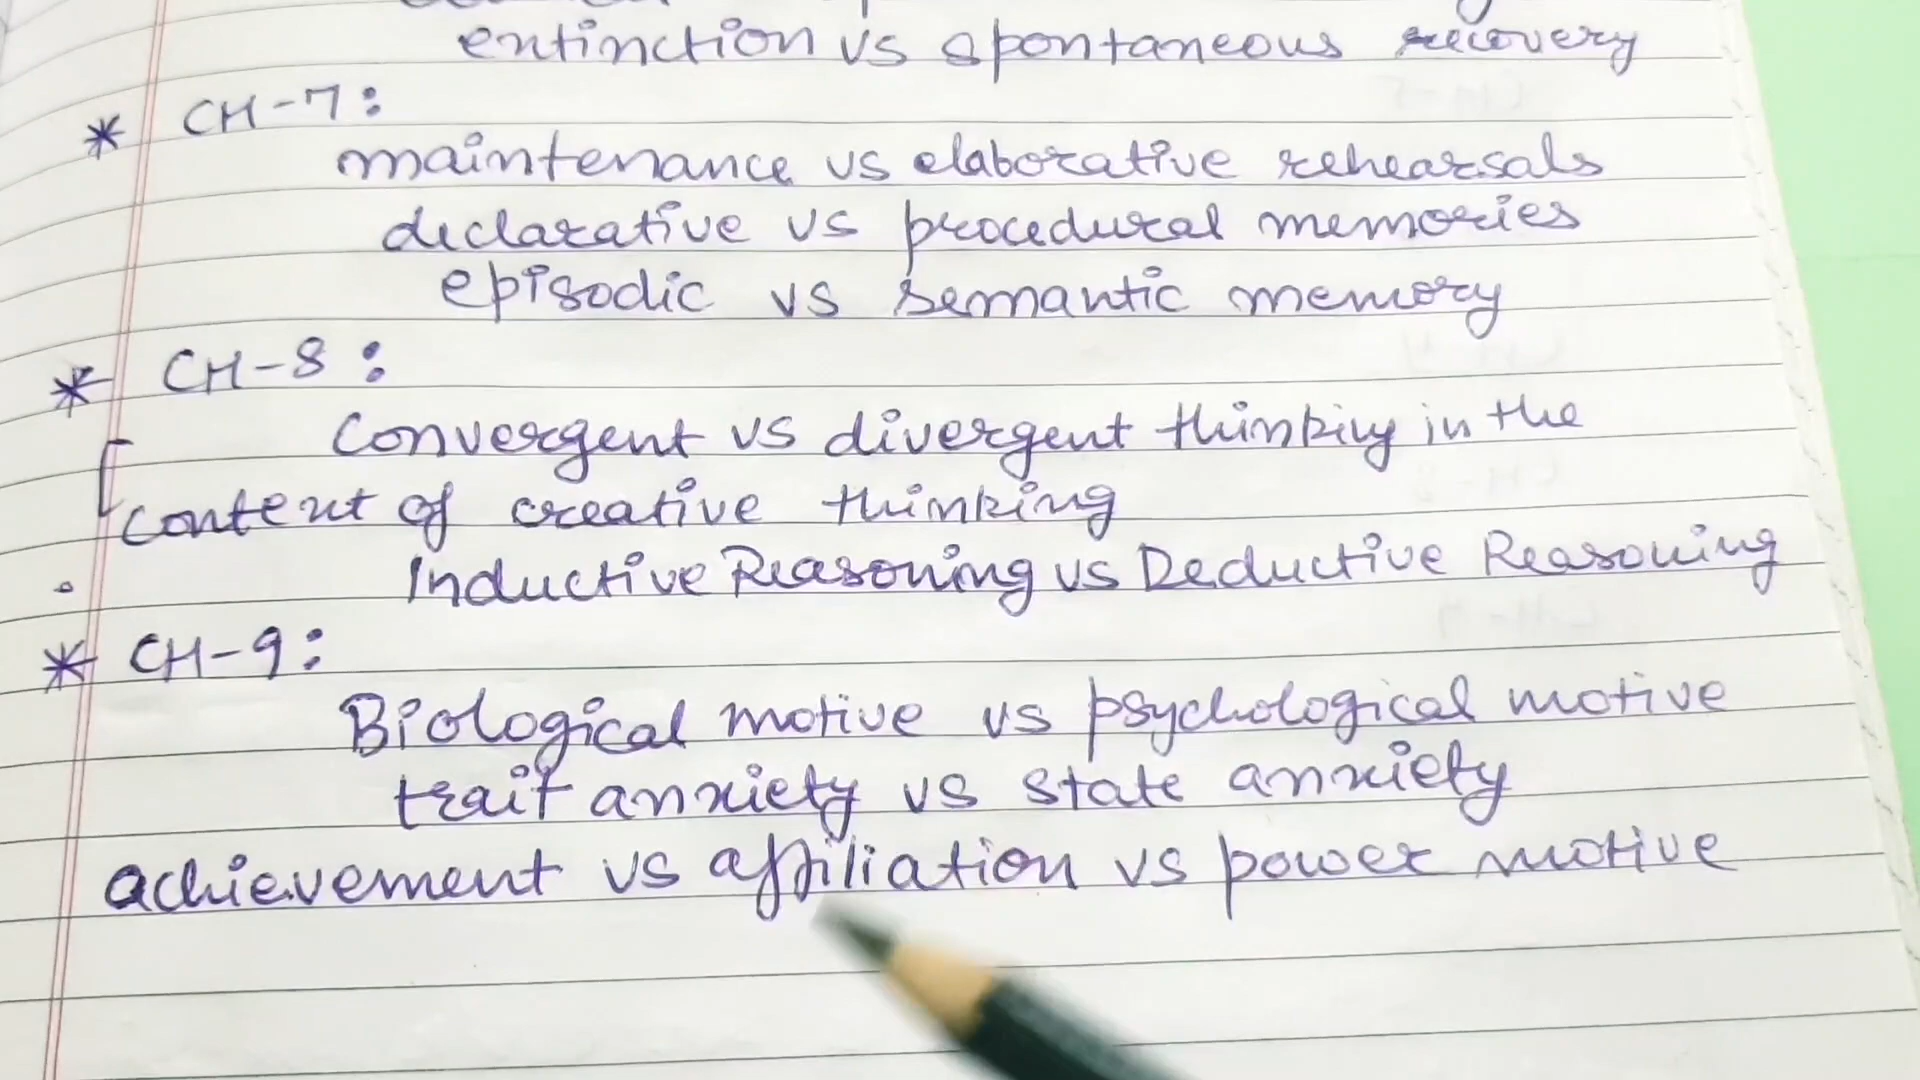 extinction vs spontaneous recovery
* CH-7:
maintenance vs elaborative rehearsals
declarative vs procedural memories
episodic vs semantic memory
* CH-8:
Convergent vs divergent thinking in the
context of creative thinking
Inductive Reasoning vs Deductive Reasoning
* CH-9:
Biological motive vs psychological motive
trait anxiety vs state anxiety
achievement vs affiliation vs power motive